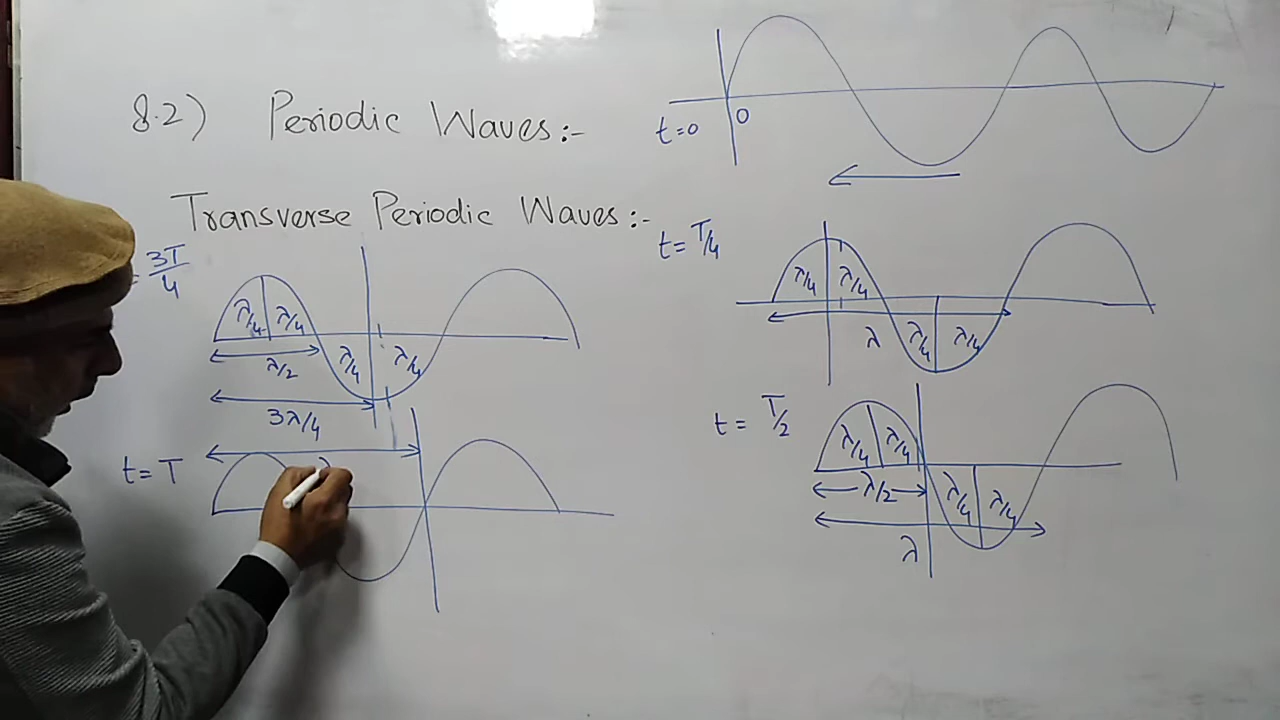 8.2) Periodic Waves:-
Transverse Periodic Waves:-
t=0
0
t = T/4
λ/4 λ/4
λ
λ/4 λ/4
t = T/2
λ/4 λ/4
λ/2
λ/4 λ/4
λ
= 3T/4
λ/4 λ/4
λ/2
λ/4 λ/4
3λ/4
t = T